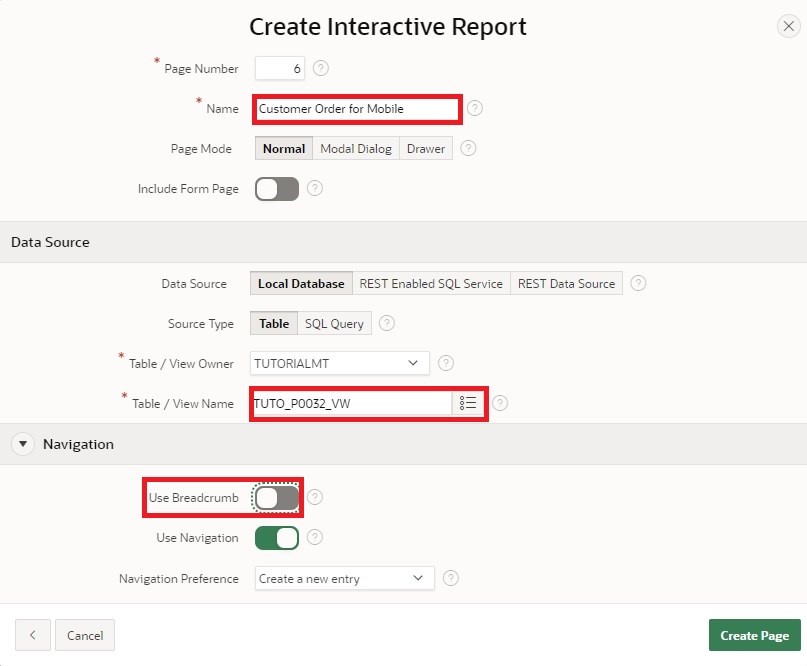 Create Interactive Report
* Page Number 6 ?
* Name Customer Order for Mobile ?
Page Mode Normal Modal Dialog Drawer ?
Include Form Page ?
Data Source
Data Source Local Database REST Enabled SQL Service REST Data Source ?
Source Type Table SQL Query ?
* Table / View Owner TUTORIALMT ?
* Table / View Name TUTO_P0032_VW ?
Navigation
Use Breadcrumb ?
Use Navigation ?
Navigation Preference Create a new entry ?
Cancel Create Page